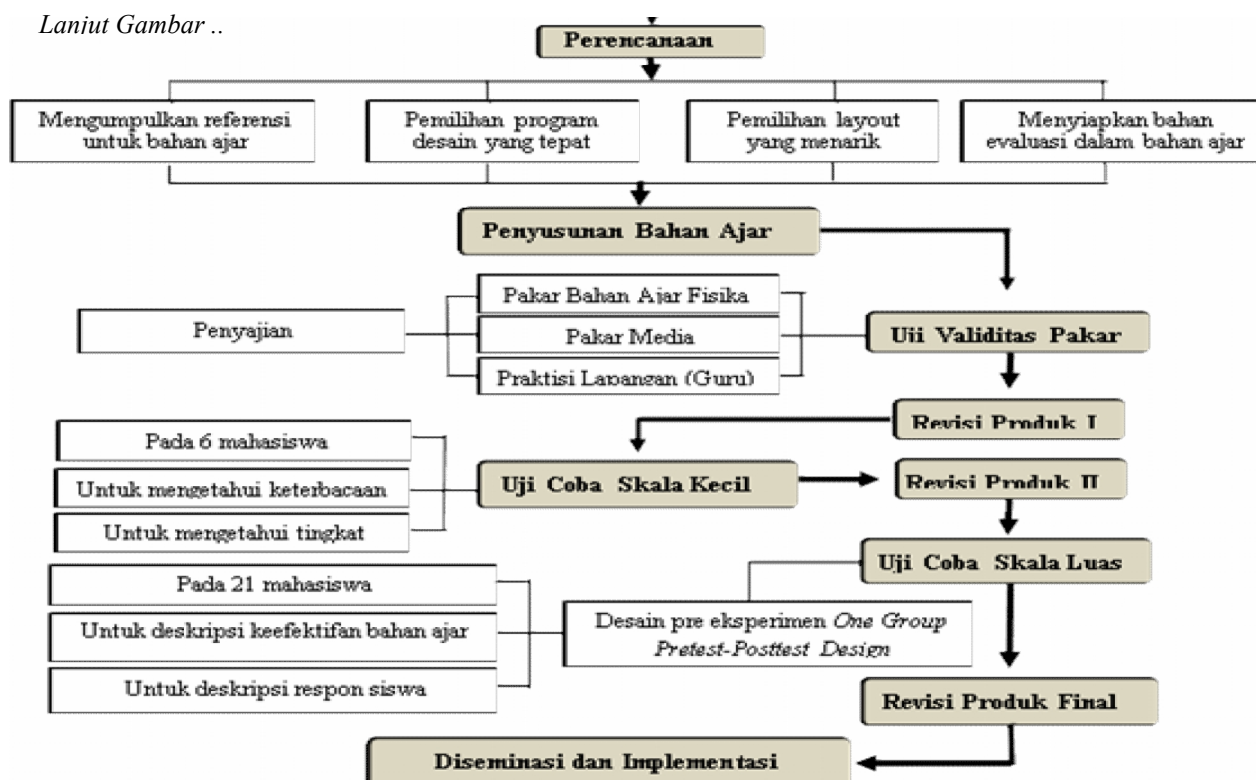 Lanjut Gambar ..
Perencanaan
Mengumpulkan referensi
untuk bahan ajar
Pemilihan program
desain yang tepat
Pemilihan layout
yang menarik
Menyiapkan bahan
evaluasi dalam bahan ajar
Penyusunan Bahan Ajar
Penyajian
Pakar Bahan Ajar Fisika
Pakar Media
Praktisi Lapangan (Guru)
Uji Validitas Pakar
Revisi Produk I
Pada 6 mahasiswa
Untuk mengetahui keterbacaan
Untuk mengetahui tingkat
Uji Coba Skala Kecil
Revisi Produk II
Uji Coba Skala Luas
Pada 21 mahasiswa
Untuk deskripsi keefektifan bahan ajar
Untuk deskripsi respon siswa
Desain pre eksperimen One Group
Pretest-Posttest Design
Revisi Produk Final
Diseminasi dan Implementasi